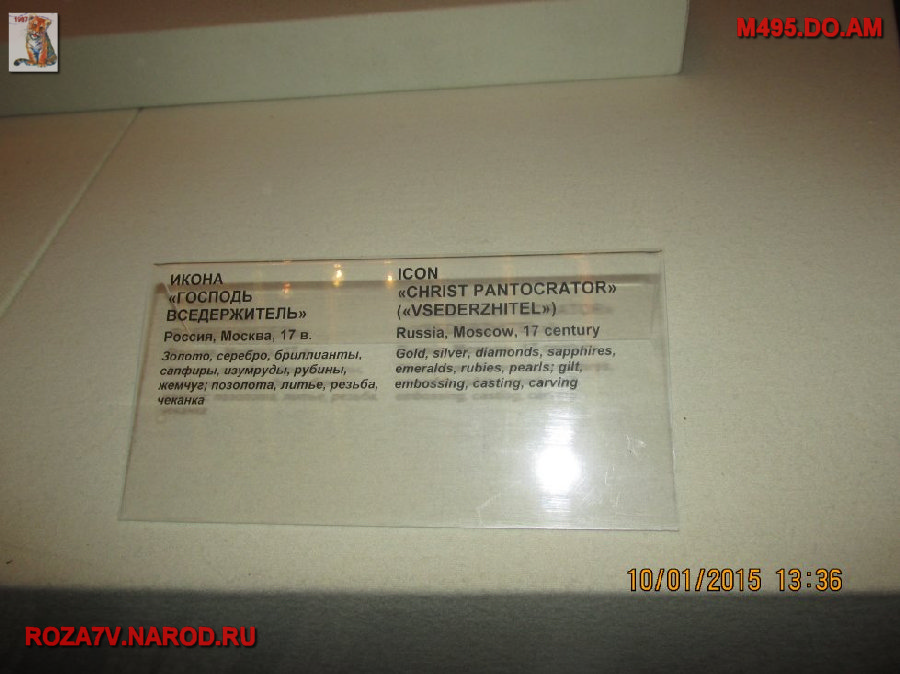 1987
M495.DO.AM
ИКОНА
«ГОСПОДЬ
ВСЕДЕРЖИТЕЛЬ»
Россия, Москва, 17 в.
Золото, серебро, бриллианты,
сапфиры, изумруды, рубины,
жемчуг; позолота, литье, резьба,
чеканка
ICON
«CHRIST PANTOCRATOR»
(«VSEDERZHITEL»)
Russia, Moscow, 17 century
Gold, silver, diamonds, sapphires,
emeralds, rubies, pearls; gilt,
embossing, casting, carving
10/01/2015 13:36
ROZA7V.NAROD.RU